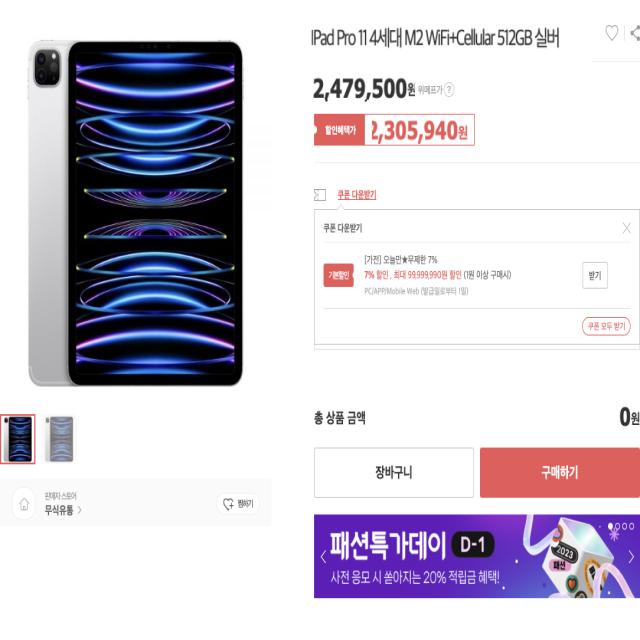 IPad Pro 11 4세대 M2 WiFi+Cellular 512GB 실버
2,479,500원 위메프가 ?
할인혜택가 2,305,940원
쿠폰 다운받기
쿠폰 다운받기
[가전] 오늘만★무제한 7%
기본할인 7% 할인, 최대 99,999,990원 할인 (1원 이상 구매시) 받기
PC/APP/Mobile Web (발급일로부터 1일)
쿠폰 모두 받기
총 상품 금액 0원
장바구니 구매하기
판매자 스토어
무식유통 > 찜하기
패션특가데이 D-1
사전 응모 시 쏟아지는 20% 적립금 혜택!
2023
패션